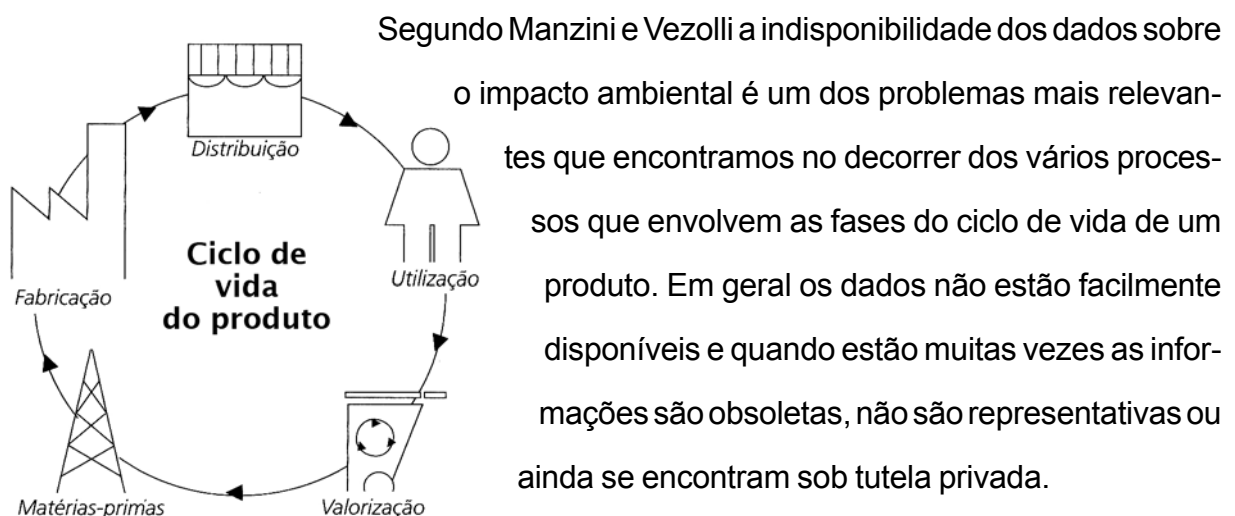 Segundo Manzini e Vezolli a indisponibilidade dos dados sobre
o impacto ambiental é um dos problemas mais relevan-
tes que encontramos no decorrer dos vários proces-
sos que envolvem as fases do ciclo de vida de um
produto. Em geral os dados não estão facilmente
disponíveis e quando estão muitas vezes as infor-
mações são obsoletas, não são representativas ou
ainda se encontram sob tutela privada.
Distribuição
Utilização
Fabricação
Ciclo de
vida
do produto
Matérias-primas
Valorização